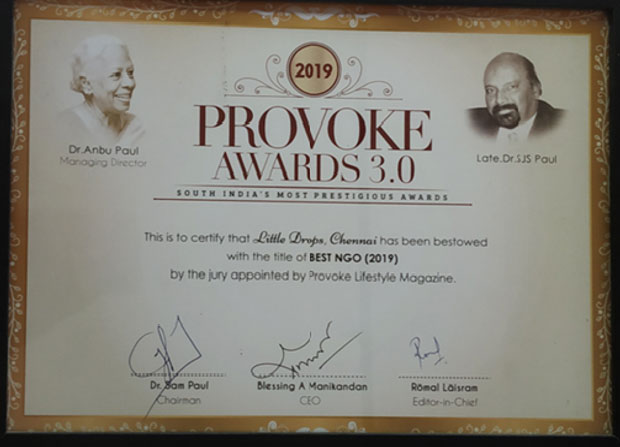 2019
PROVOKE
AWARDS 3.0
SOUTH INDIA'S MOST PRESTIGIOUS AWARDS
Dr.Anbu Paul
Managing Director
Late.Dr.SJS Paul
This is to certify that Little Drops, Chennai has been bestowed
with the title of BEST NGO (2019)
by the jury appointed by Provoke Lifestyle Magazine.
Dr. Sam Paul
Chairman
Blessing A Manikandan
CEO
Römal Läisram
Editor-in-Chief